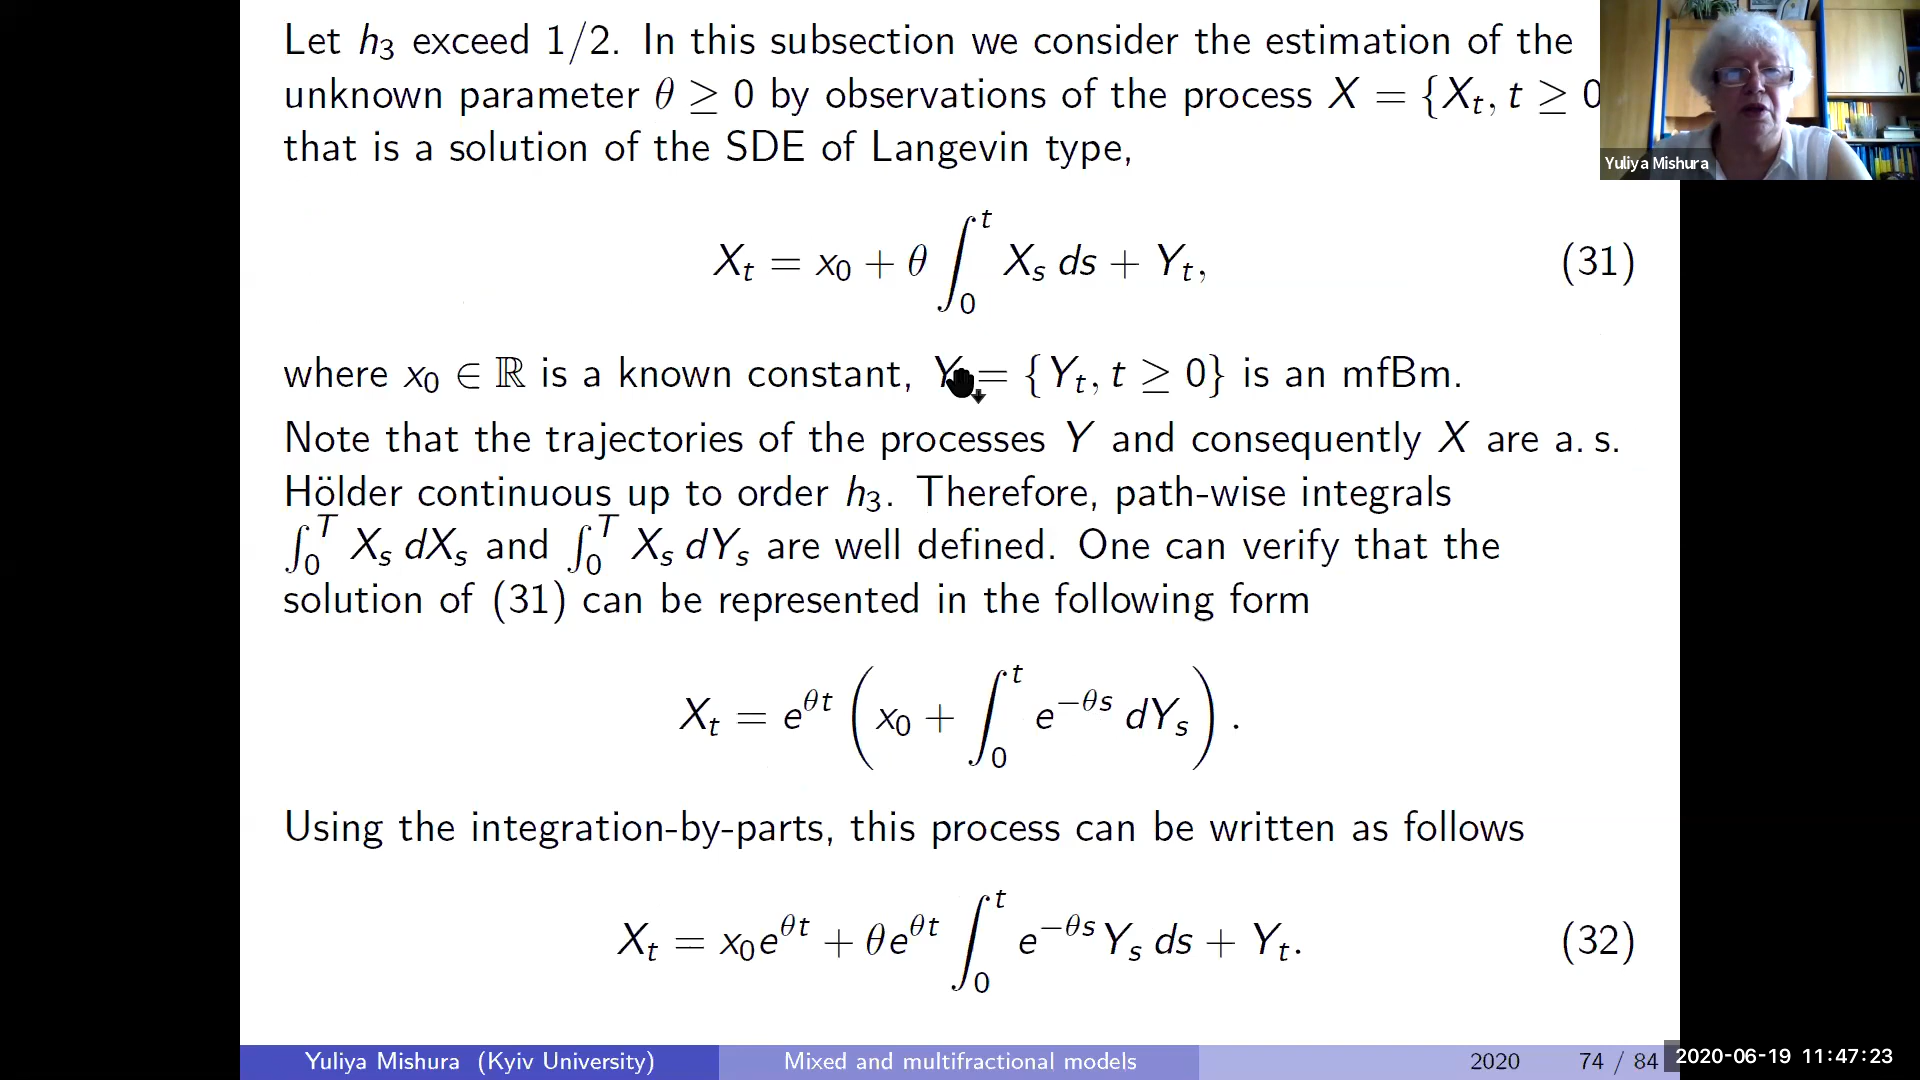 Let h₃ exceed 1/2. In this subsection we consider the estimation of the
unknown parameter θ ≥ 0 by observations of the process X = {Xₜ, t ≥ 0
that is a solution of the SDE of Langevin type,
Yuliya Mishura
Xₜ = x₀ + θ ∫₀ᵗ Xₛ ds + Yₜ, (31)
where x₀ ∈ ℝ is a known constant, Y = {Yₜ, t ≥ 0} is an mfBm.
Note that the trajectories of the processes Y and consequently X are a. s.
Hölder continuous up to order h₃. Therefore, path-wise integrals
∫₀ᵀ Xₛ dXₛ and ∫₀ᵀ Xₛ dYₛ are well defined. One can verify that the
solution of (31) can be represented in the following form
Xₜ = e^{θt} (x₀ + ∫₀ᵗ e^{−θs} dYₛ).
Using the integration-by-parts, this process can be written as follows
Xₜ = x₀e^{θt} + θe^{θt} ∫₀ᵗ e^{−θs} Yₛ ds + Yₜ. (32)
Yuliya Mishura (Kyiv University) Mixed and multifractional models 2020 74 / 84
2020-06-19 11:47:23